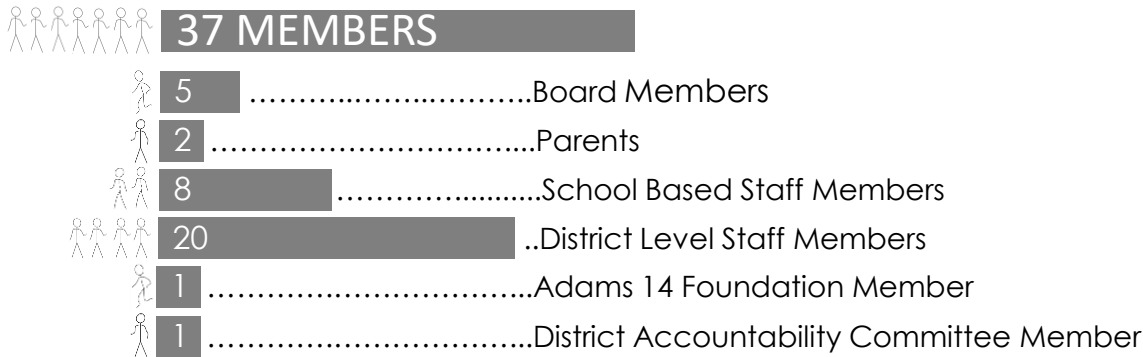 37 MEMBERS
5 ………..……..………..Board Members
2 …………………………....Parents
8 …………...........School Based Staff Members
20 ..District Level Staff Members
1 ………….………………..Adams 14 Foundation Member
1 ………….………………..District Accountability Committee Member